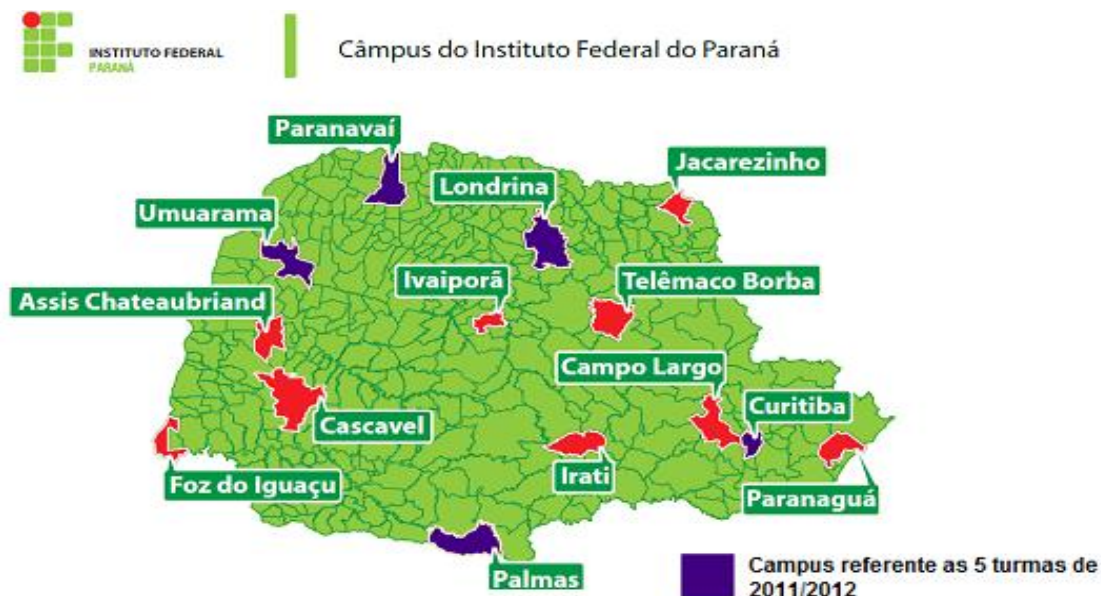 INSTITUTO FEDERAL
PARANÁ
Câmpus do Instituto Federal do Paraná
Paranavaí
Jacarezinho
Londrina
Umuarama
Ivaiporã
Telêmaco Borba
Assis Chateaubriand
Campo Largo
Curitiba
Cascavel
Irati
Foz do Iguaçu
Paranaguá
Palmas
Campus referente as 5 turmas de
2011/2012